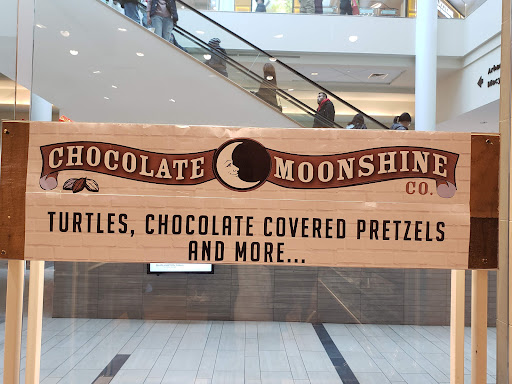 CHOCOLATE MOONSHINE
CO.
TURTLES, CHOCOLATE COVERED PRETZELS
AND MORE...